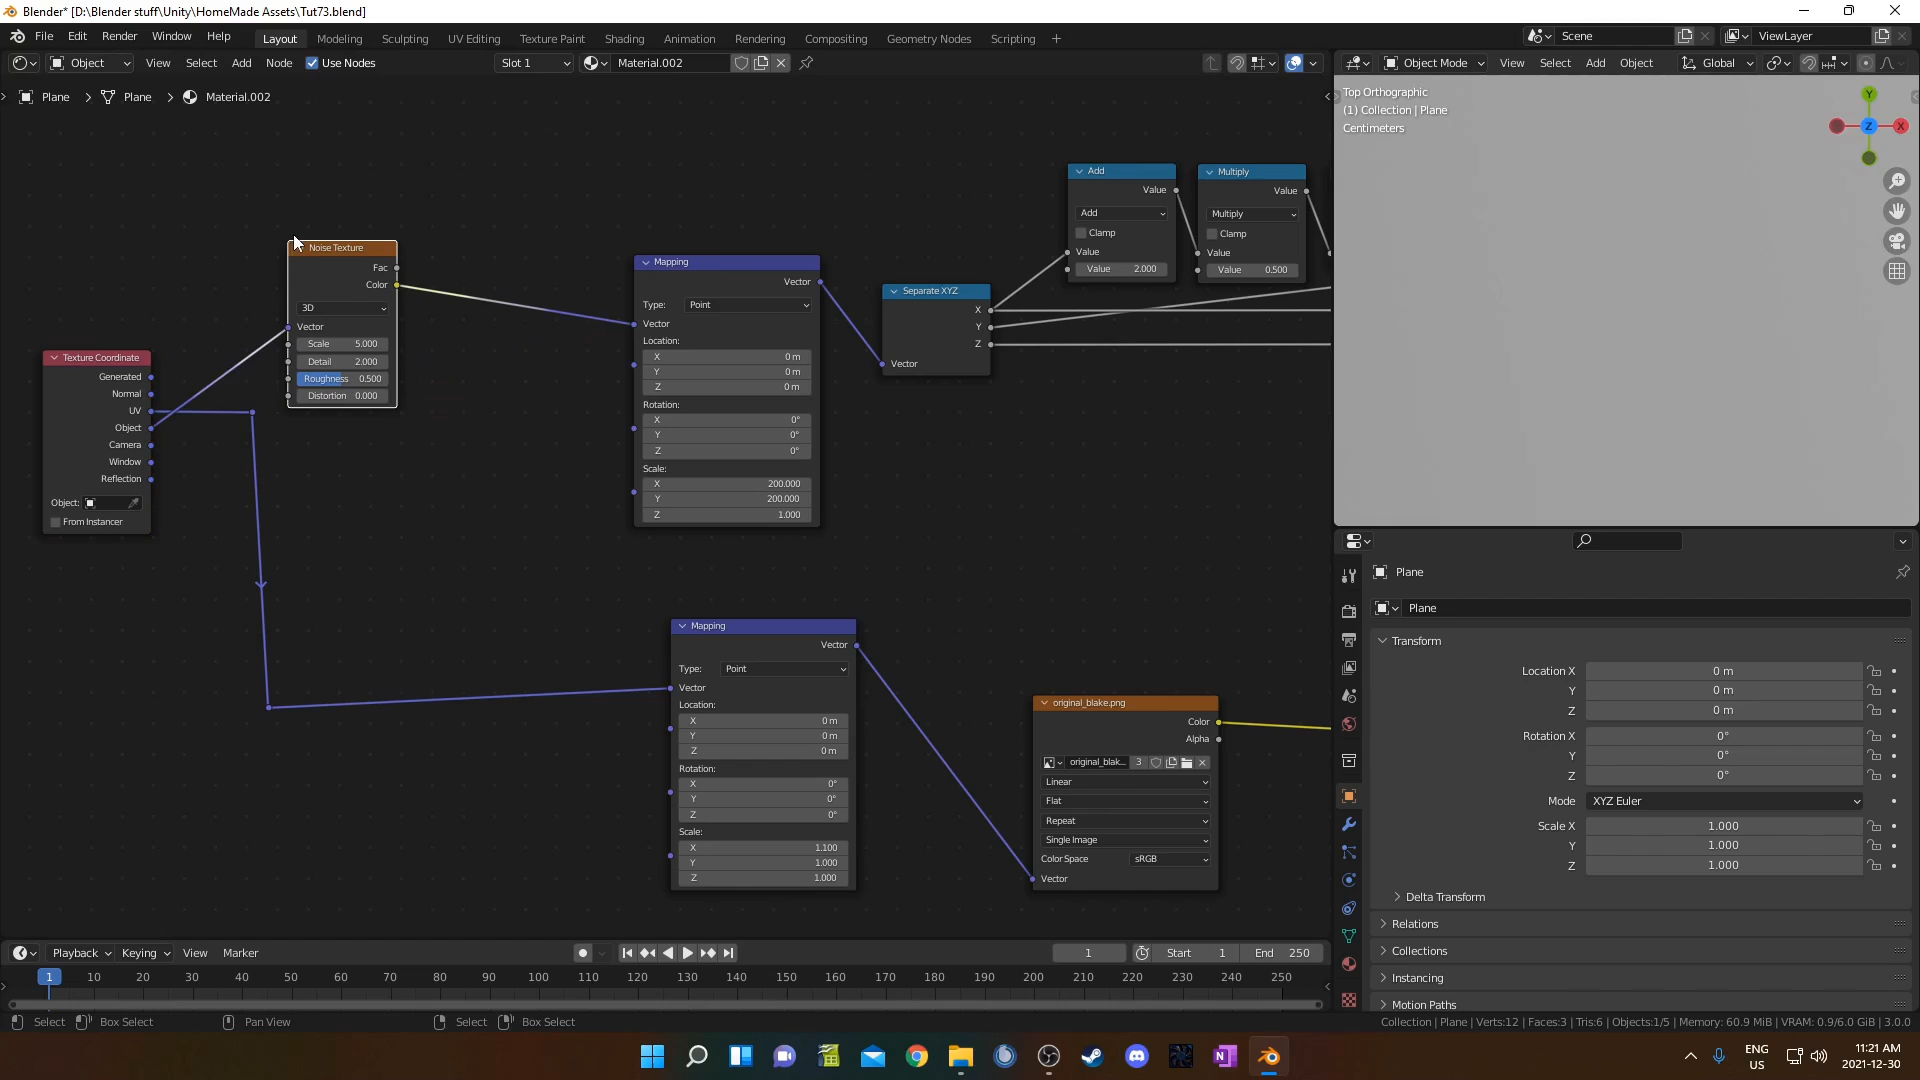 Blender* [D:\Blender stuff\Unity\HomeMade Assets\Tut73.blend]
File Edit Render Window Help Layout Modeling Sculpting UV Editing Texture Paint Shading Animation Rendering Compositing Geometry Nodes Scripting + Scene ViewLayer
Object View Select Add Node Use Nodes Slot 1 Material.002
Object Mode View Select Add Object Global
Plane > Plane > Material.002
Top Orthographic
(1) Collection | Plane
Centimeters
Y
Z X
Noise Texture
Fac
Color
3D
Vector
Scale 5.000
Detail 2.000
Roughness 0.500
Distortion 0.000
Texture Coordinate
Generated
Normal
UV
Object
Camera
Window
Reflection
Object:
From Instancer
Mapping
Vector
Type: Point
Vector
Location:
X 0 m
Y 0 m
Z 0 m
Rotation:
X 0°
Y 0°
Z 0°
Scale:
X 200.000
Y 200.000
Z 1.000
Separate XYZ
X
Y
Z
Vector
Add
Value
Add
Clamp
Value
Value 2.000
Multiply
Value
Multiply
Clamp
Value
Value 0.500
Mapping
Vector
Type: Point
Vector
Location:
X 0 m
Y 0 m
Z 0 m
Rotation:
X 0°
Y 0°
Z 0°
Scale:
X 1.100
Y 1.000
Z 1.000
original_blake.png
Color
Alpha
original_blak... 3
Linear
Flat
Repeat
Single Image
Color Space sRGB
Vector
Plane
Plane
Transform
Location X 0 m
Y 0 m
Z 0 m
Rotation X 0°
Y 0°
Z 0°
Mode XYZ Euler
Scale X 1.000
Y 1.000
Z 1.000
Delta Transform
Relations
Collections
Instancing
Motion Paths
Playback Keying View Marker 1 Start 1 End 250
1 10 20 30 40 50 60 70 80 90 100 110 120 130 140 150 160 170 180 190 200 210 220 230 240 250
Select Box Select Pan View Select Box Select
Collection | Plane | Verts:12 | Faces:3 | Tris:6 | Objects:1/5 | Memory: 60.9 MiB | VRAM: 0.9/6.0 GiB | 3.0.0
ENG
US
11:21 AM
2021-12-30